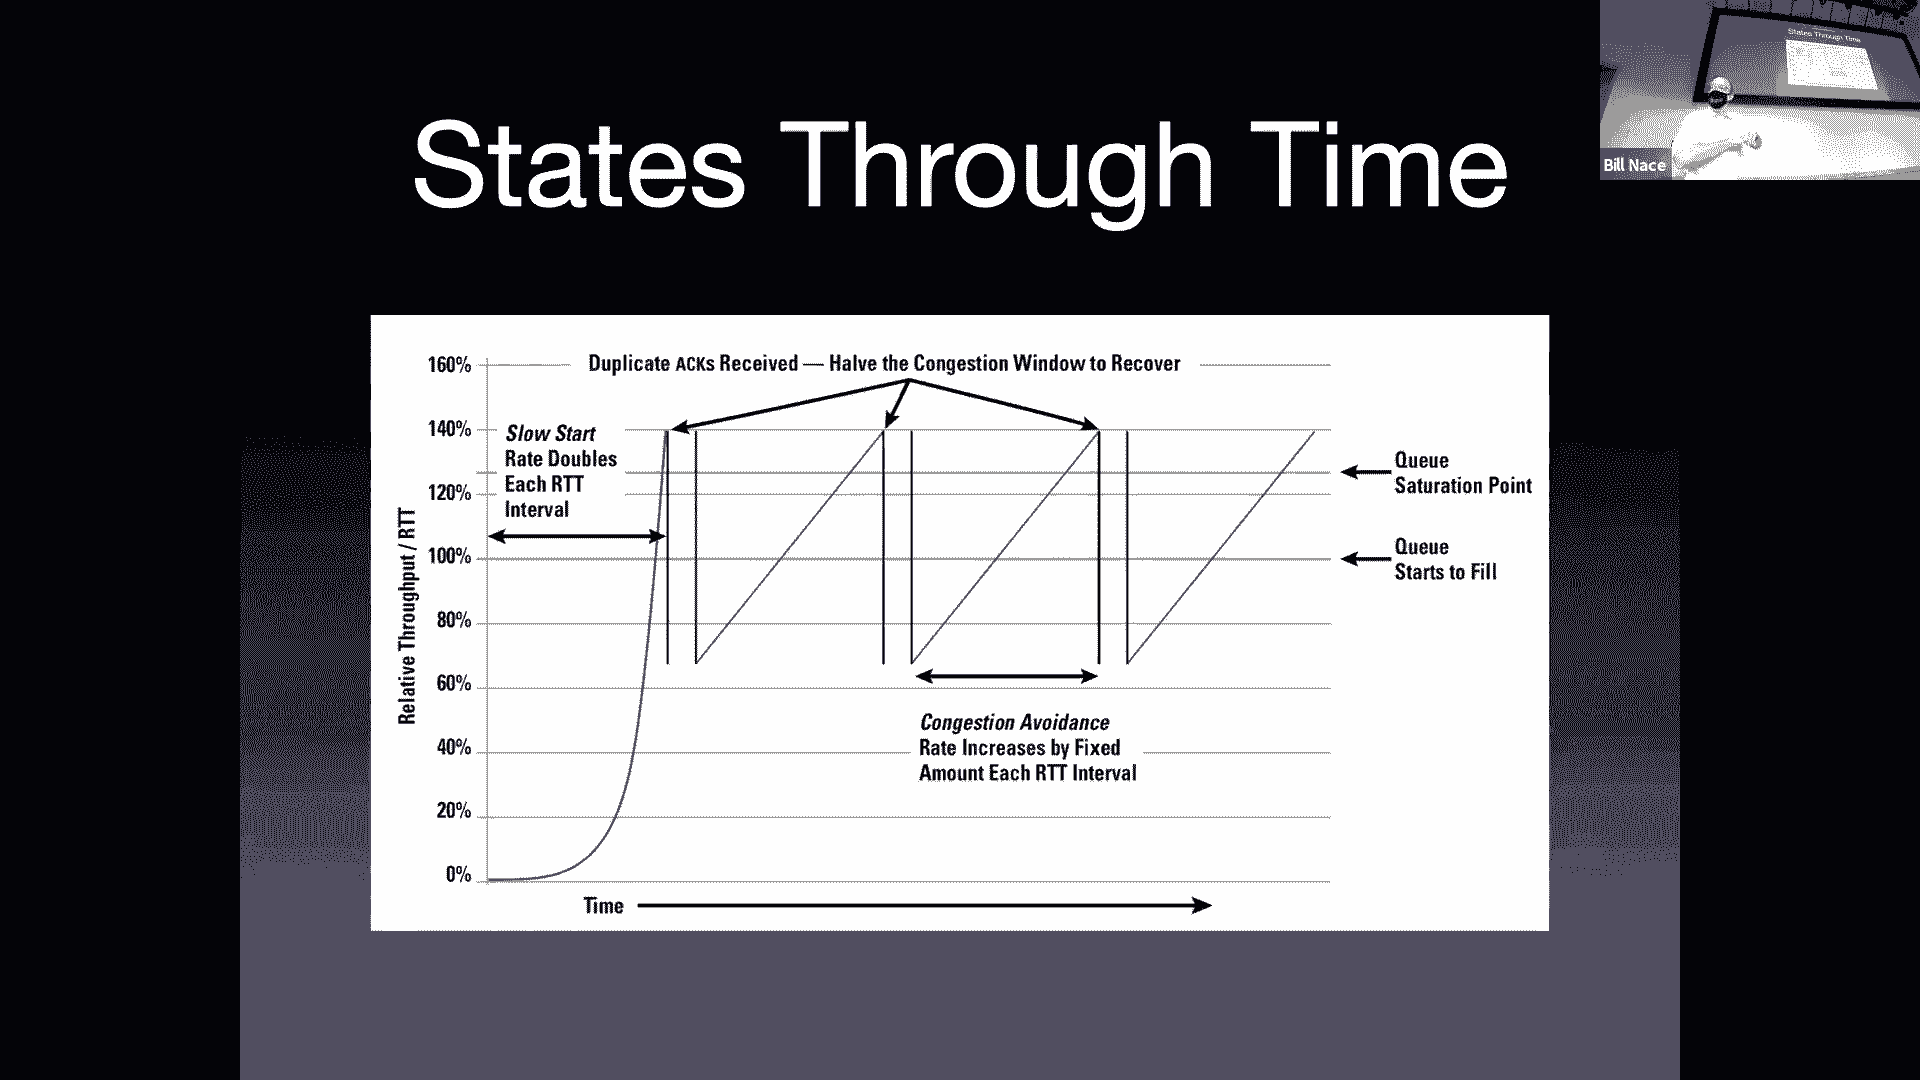 States Through Time
States Through Time
Bill Nace
160%
Duplicate ACKs Received — Halve the Congestion Window to Recover
140%
Slow Start
Rate Doubles
Each RTT
Interval
120%
100%
80%
60%
40%
20%
0%
Relative Throughput / RTT
Queue
Saturation Point
Queue
Starts to Fill
Congestion Avoidance
Rate Increases by Fixed
Amount Each RTT Interval
Time